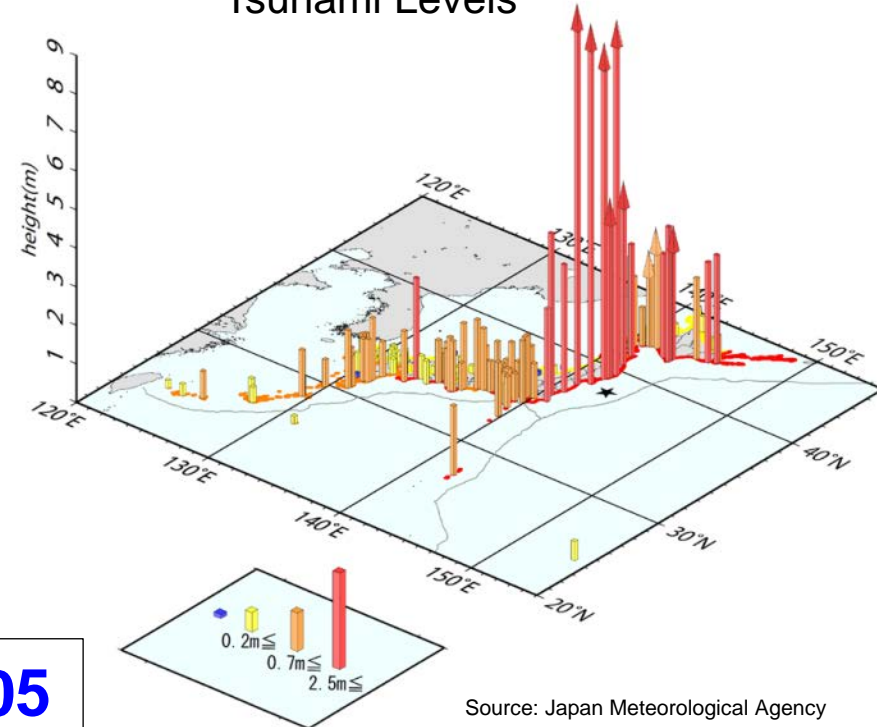 Tsunami Levels
9
8
7
6
5
4
3
2
1
height(m)
120°E
130°E
140°E
150°E
120°E
130°E
140°E
150°E
40°N
30°N
20°N
0.2m≦
0.7m≦
2.5m≦
05
Source: Japan Meteorological Agency